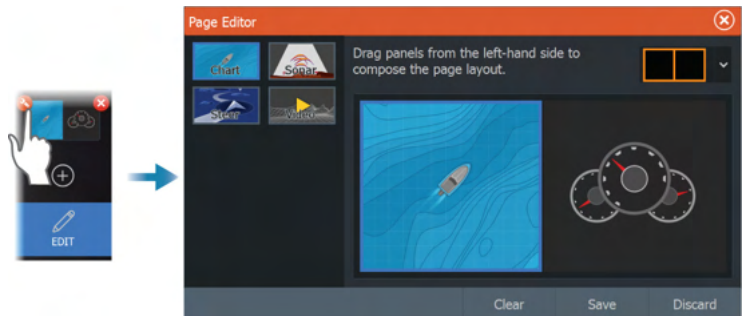 Page Editor
Chart
Sonar
Drag panels from the left-hand side to
compose the page layout.
Steer
Video
EDIT
Clear
Save
Discard